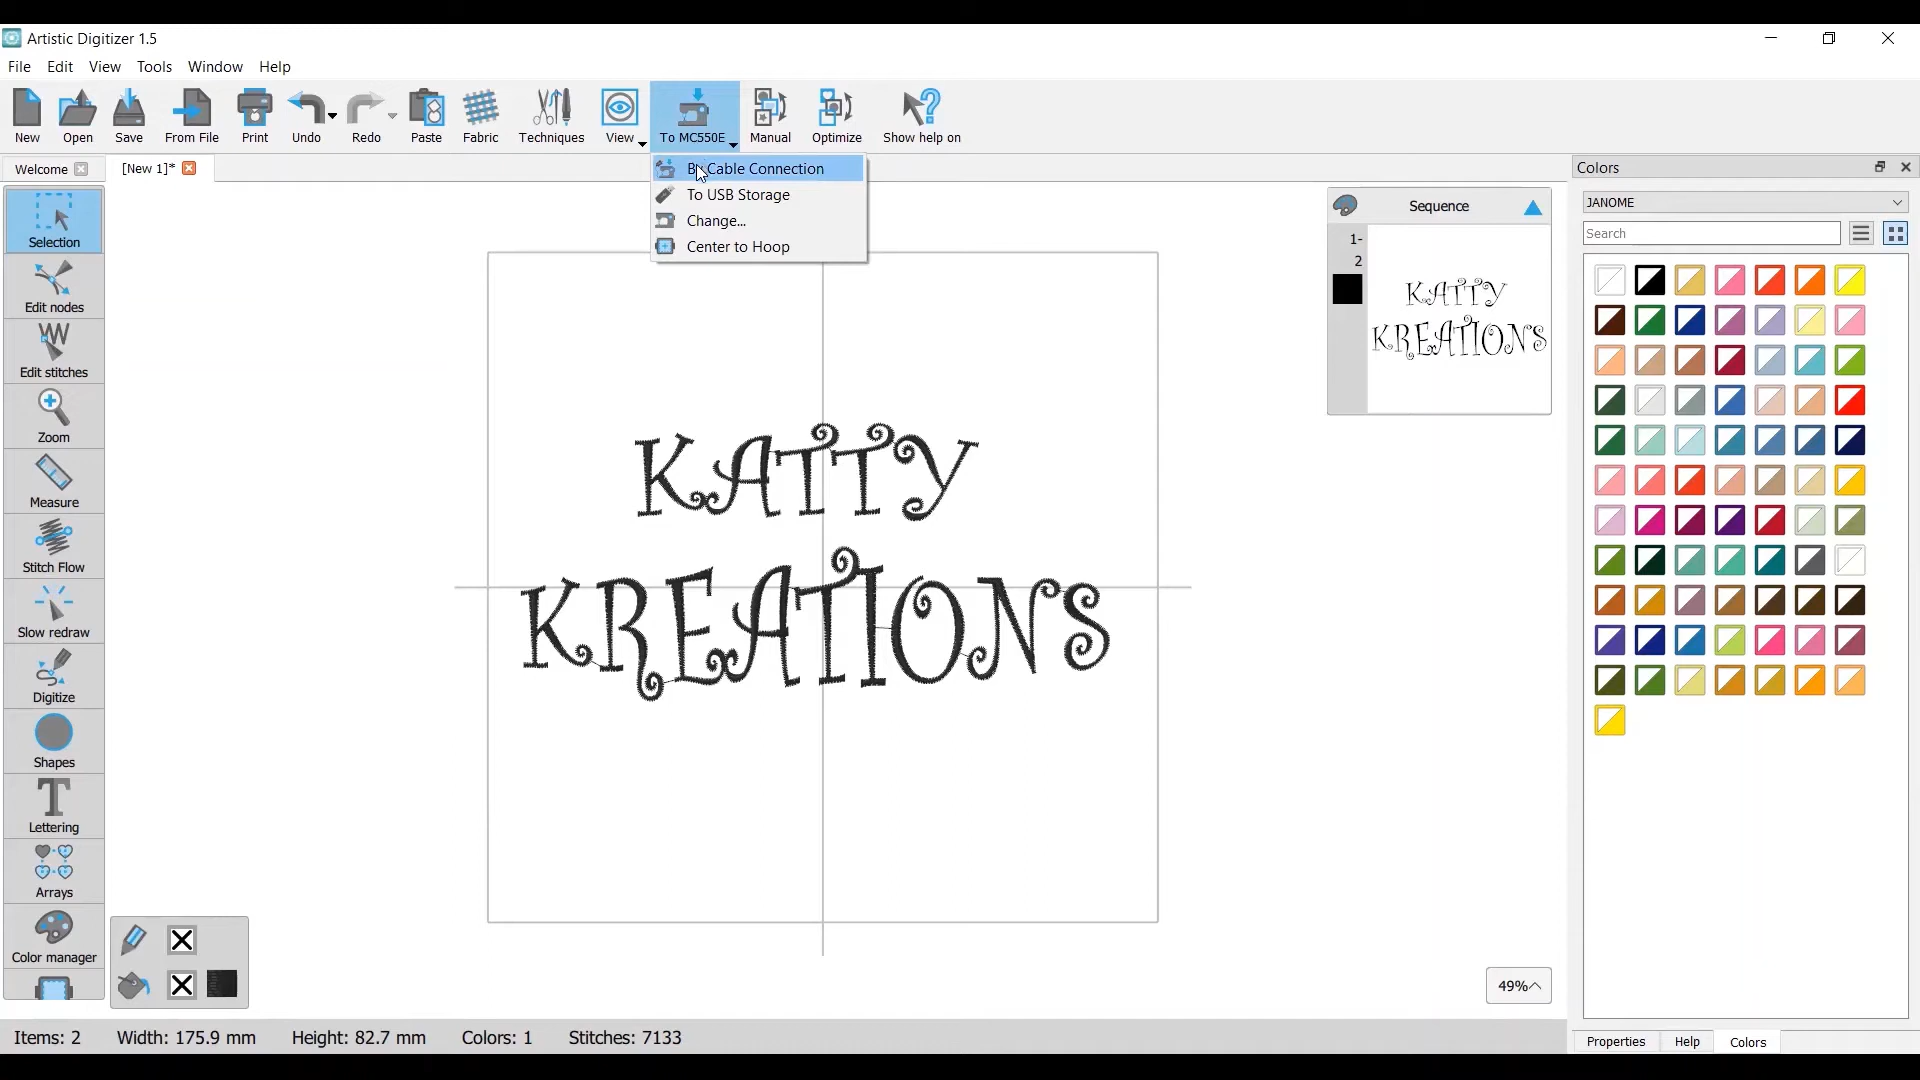 Artistic Digitizer 1.5
File Edit View Tools Window Help
New Open Save From File Print Undo Redo Paste Fabric Techniques View To MC550E Manual Optimize Show help on
Welcome [New 1]*
By Cable Connection
To USB Storage
Change...
Center to Hoop
Selection
Edit nodes
Edit stitches
Zoom
Measure
Stitch Flow
Slow redraw
Digitize
Shapes
Lettering
Arrays
Color manager
KATTY
KREATIONS
Sequence
1-
2
KATTY
KREATIONS
49%
Colors
JANOME
Search
Properties Help Colors
Items: 2 Width: 175.9 mm Height: 82.7 mm Colors: 1 Stitches: 7133